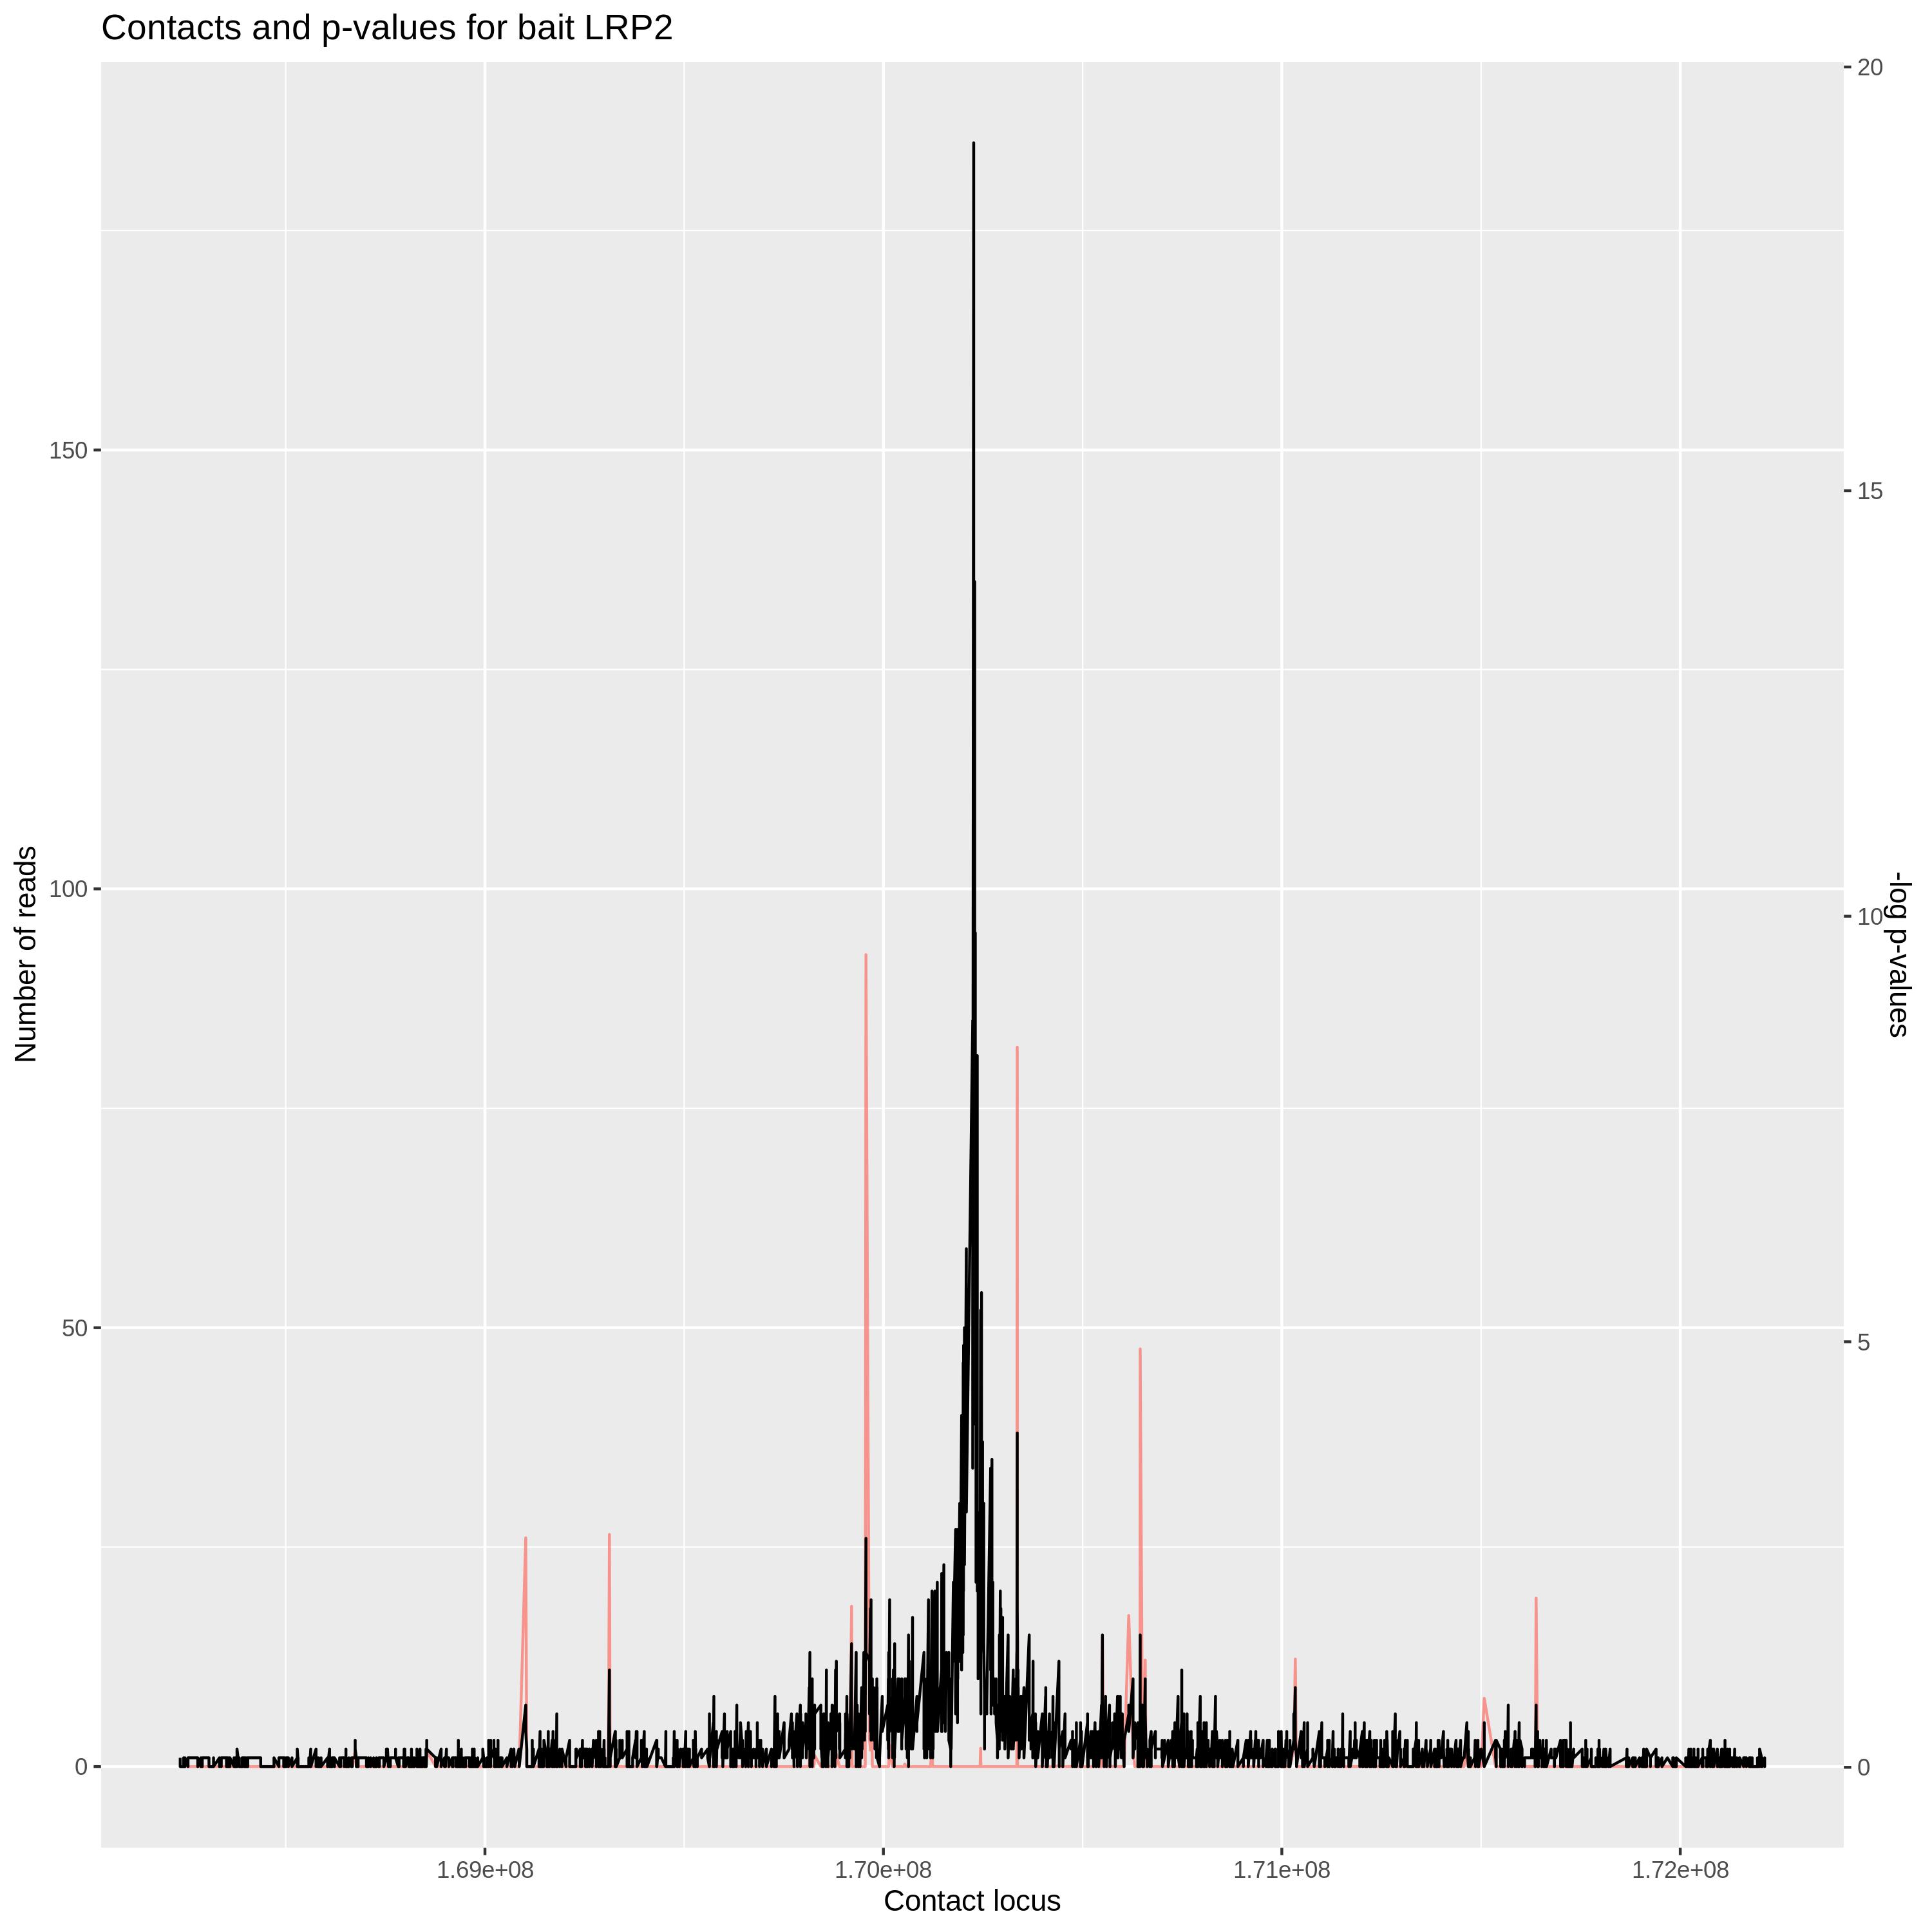 Contacts and p-values for bait LRP2
20
150
15
100
10
50
5
0
0
Number of reads
-log p-values
1.69e+08
1.70e+08
1.71e+08
1.72e+08
Contact locus